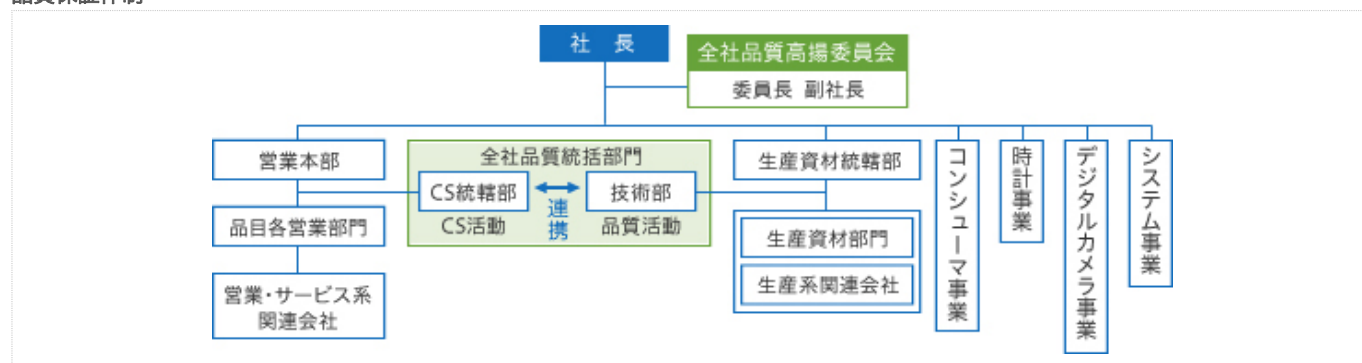 社　長
全社品質高揚委員会
委員長 副社長
営業本部
全社品質統括部門
CS統轄部
技術部
連携
CS活動
品質活動
生産資材統轄部
品目各営業部門
営業・サービス系
関連会社
生産資材部門
生産系関連会社
コンシューマ事業
時計事業
デジタルカメラ事業
システム事業